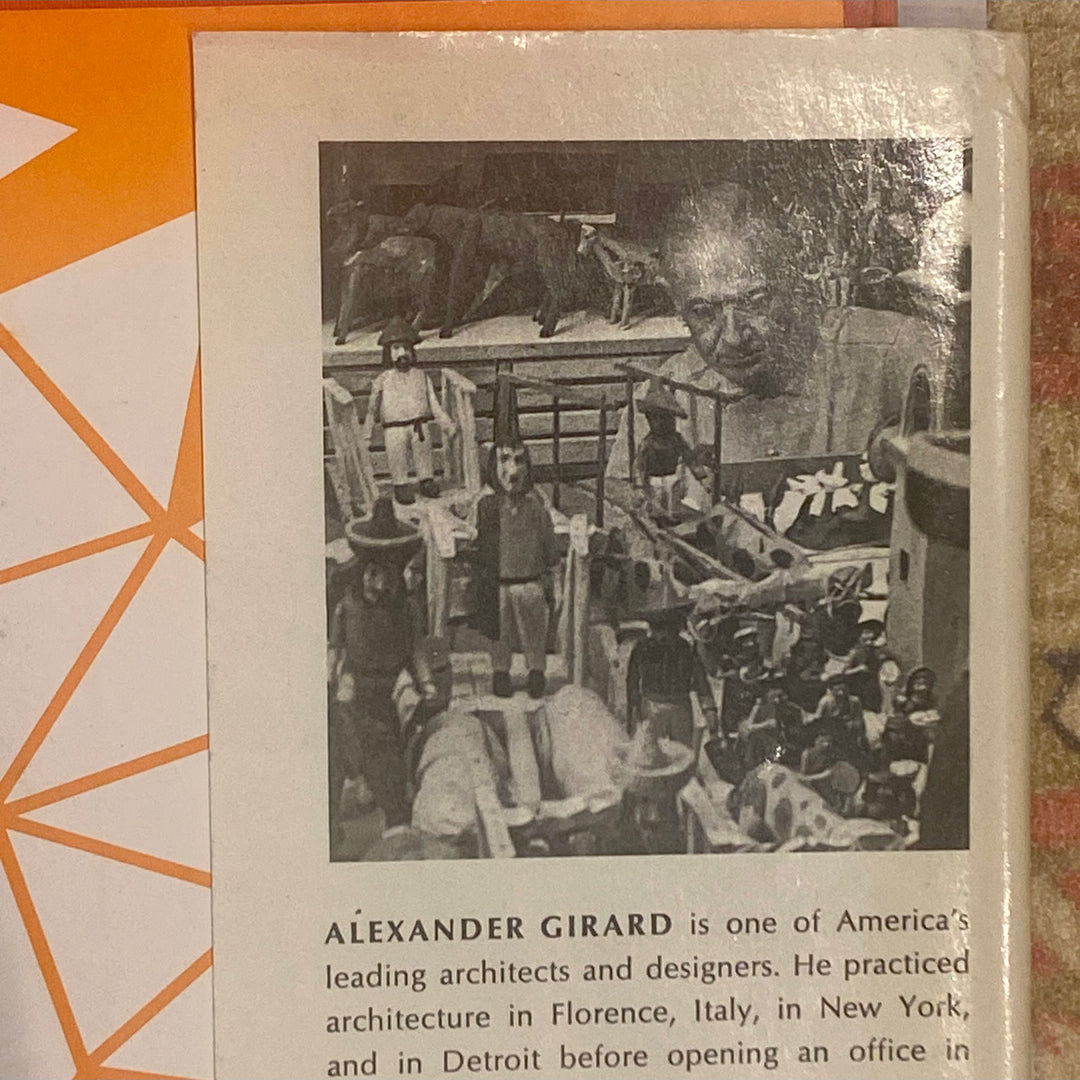 ALEXANDER GIRARD is one of America's
leading architects and designers. He practiced
architecture in Florence, Italy, in New York,
and in Detroit before opening an office in